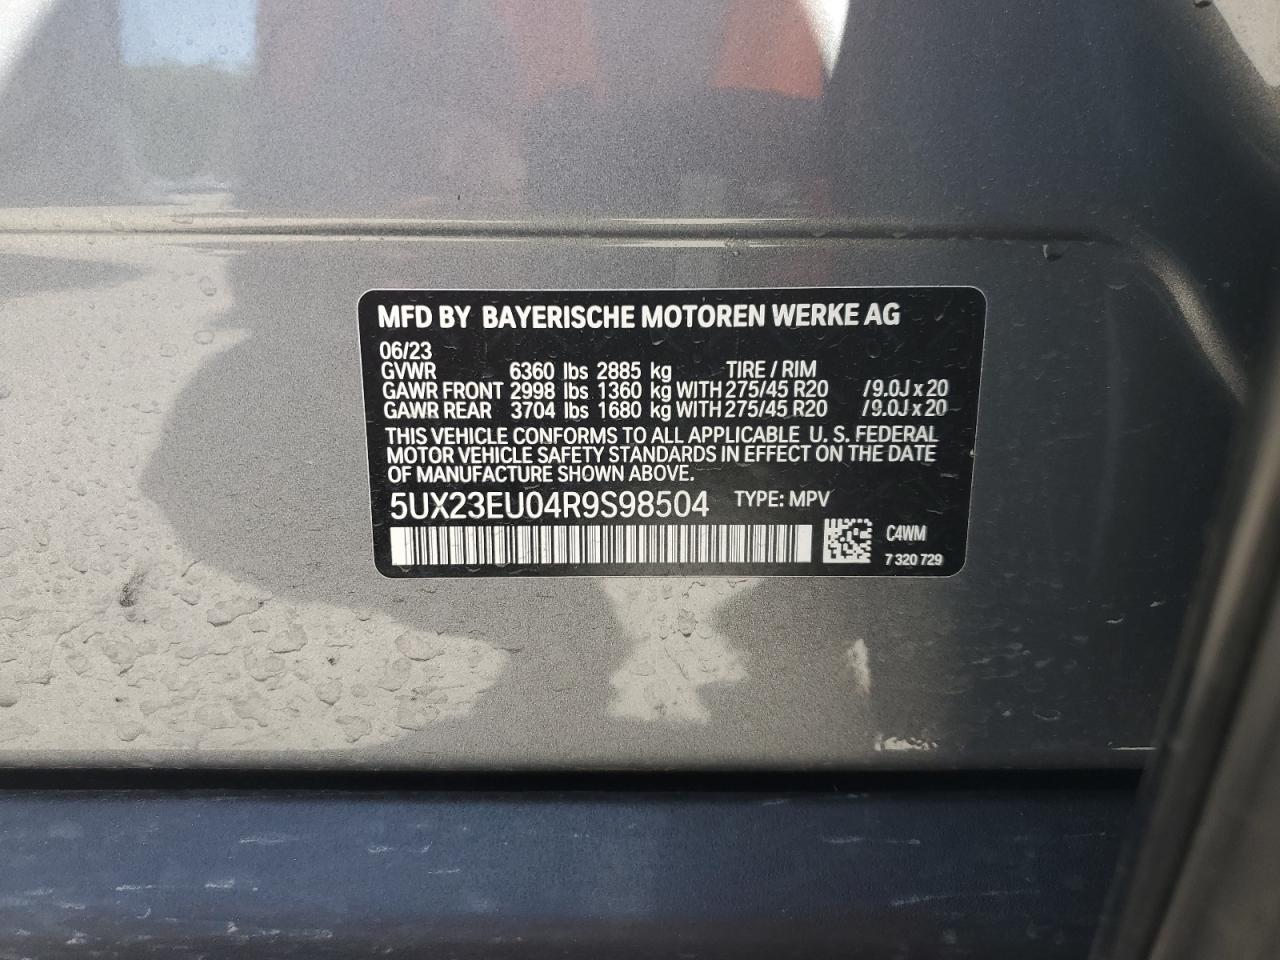 MFD BY BAYERISCHE MOTOREN WERKE AG
06/23
GVWR 6360 lbs 2885 kg TIRE / RIM
GAWR FRONT 2998 lbs 1360 kg WITH 275/45 R20 /9.0J x 20
GAWR REAR 3704 lbs 1680 kg WITH 275/45 R20 /9.0J x 20
THIS VEHICLE CONFORMS TO ALL APPLICABLE U. S. FEDERAL
MOTOR VEHICLE SAFETY STANDARDS IN EFFECT ON THE DATE
OF MANUFACTURE SHOWN ABOVE.
5UX23EU04R9S98504 TYPE: MPV
C4WM
7 320 729